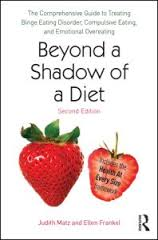 The Comprehensive Guide to Treating
Binge Eating Disorder, Compulsive Eating, and
Emotional Overeating
Beyond a
Shadow of
a Diet
Second Edition
Includes the
Health At
Every Size
Judith Matz and Ellen Frankel
R